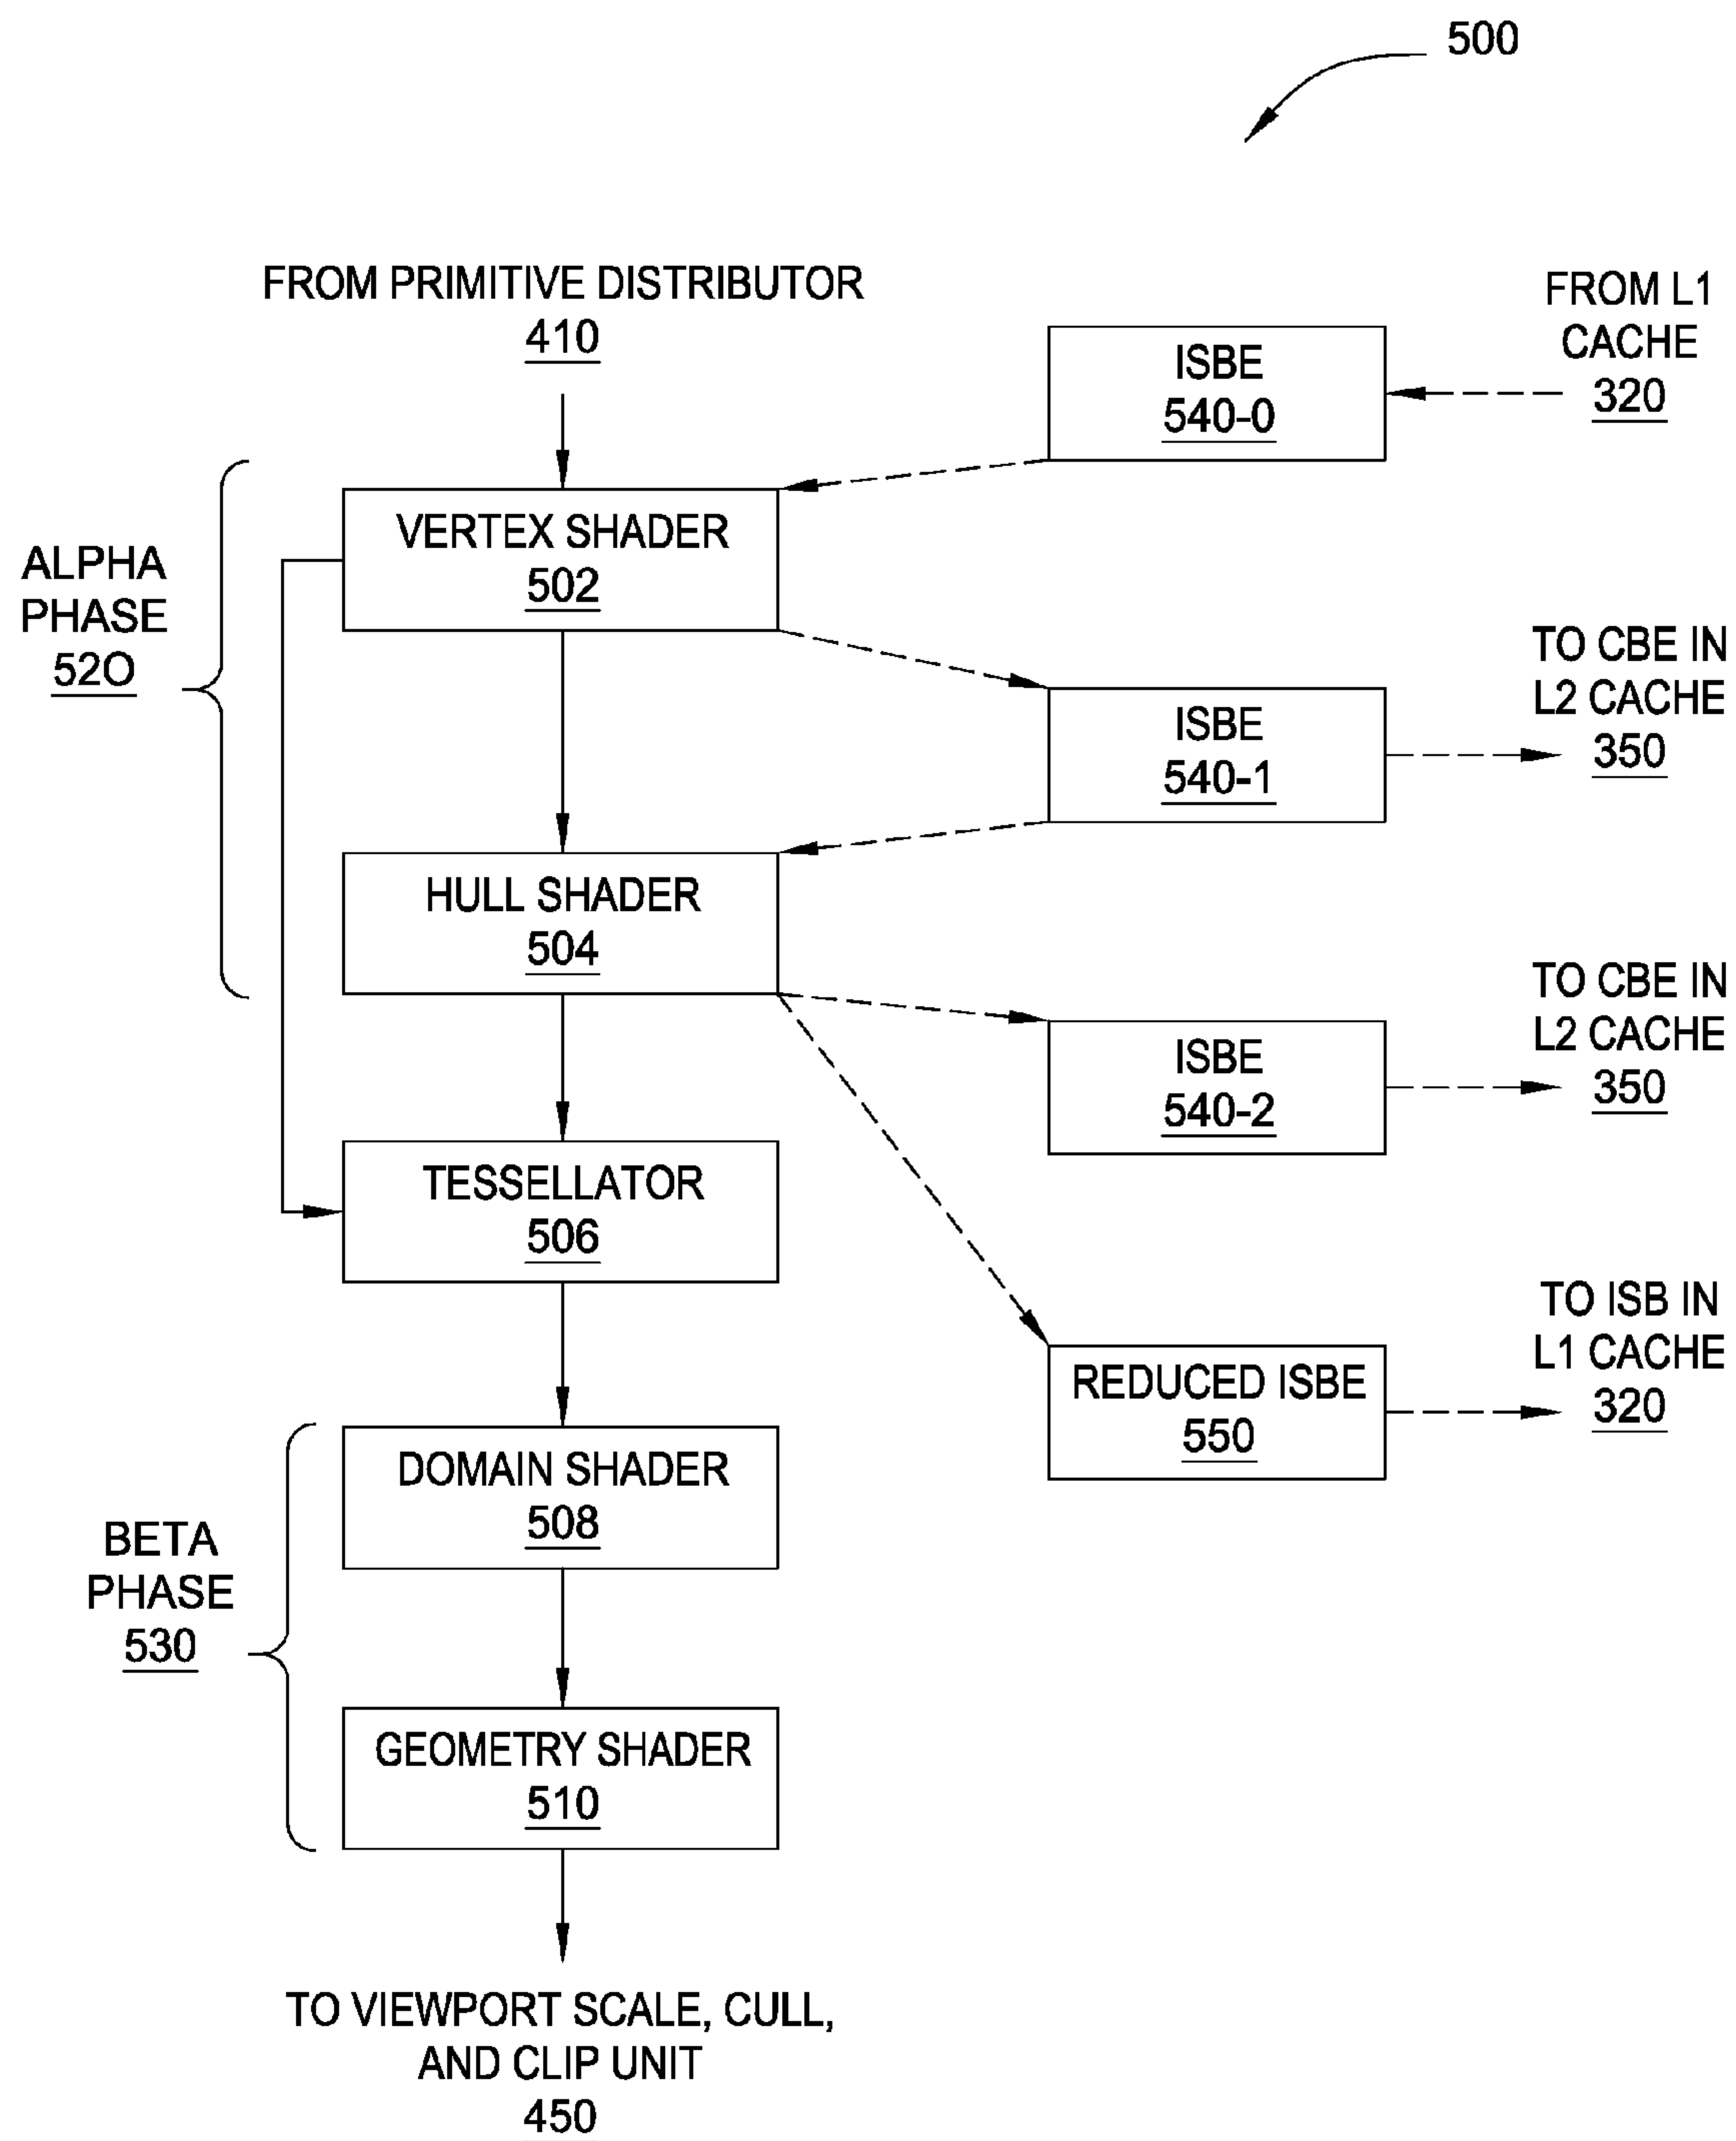 500
FROM PRIMITIVE DISTRIBUTOR
410
FROM L1
CACHE
320
ISBE
540-0
VERTEX SHADER
502
ALPHA
PHASE
52O
TO CBE IN
L2 CACHE
350
ISBE
540-1
HULL SHADER
504
TO CBE IN
L2 CACHE
350
ISBE
540-2
TESSELLATOR
506
TO ISB IN
L1 CACHE
320
REDUCED ISBE
550
DOMAIN SHADER
508
BETA
PHASE
530
GEOMETRY SHADER
510
TO VIEWPORT SCALE, CULL,
AND CLIP UNIT
450